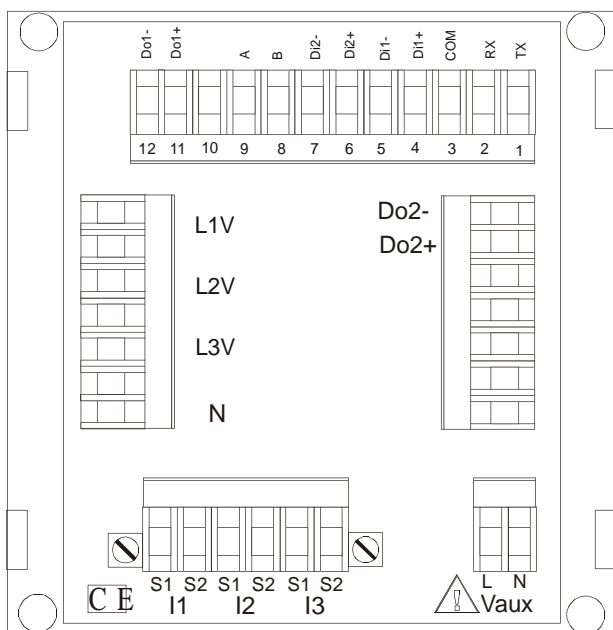 Do1- Do1+ A B Di2- Di2+ Di1- Di1+ COM RX TX
12 11 10 9 8 7 6 5 4 3 2 1
L1V
Do2-
Do2+
L2V
L3V
N
S1 S2 S1 S2 S1 S2
I1 I2 I3
CE
L N
Vaux